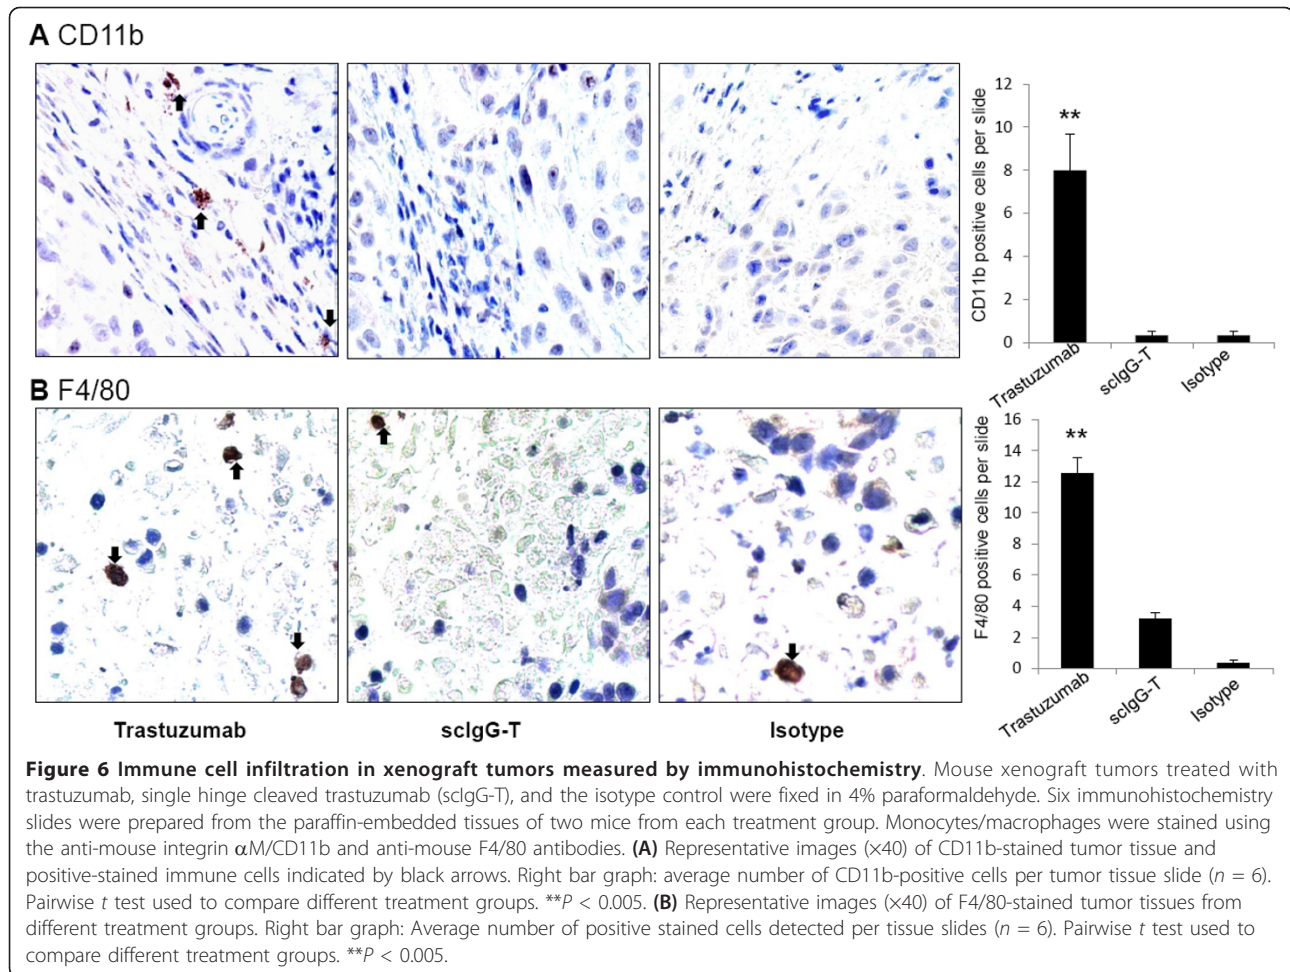 A CD11b
CD11b positive cells per slide
12
10
8
6
4
2
0
**
Trastuzumab
scIgG-T
Isotype
B F4/80
F4/80 positive cells per slide
16
14
12
10
8
6
4
2
0
**
Trastuzumab
scIgG-T
Isotype
Trastuzumab scIgG-T Isotype
Figure 6 Immune cell infiltration in xenograft tumors measured by immunohistochemistry. Mouse xenograft tumors treated with
trastuzumab, single hinge cleaved trastuzumab (scIgG-T), and the isotype control were fixed in 4% paraformaldehyde. Six immunohistochemistry
slides were prepared from the paraffin-embedded tissues of two mice from each treatment group. Monocytes/macrophages were stained using
the anti-mouse integrin αM/CD11b and anti-mouse F4/80 antibodies. (A) Representative images (×40) of CD11b-stained tumor tissue and
positive-stained immune cells indicated by black arrows. Right bar graph: average number of CD11b-positive cells per tumor tissue slide (n = 6).
Pairwise t test used to compare different treatment groups. **P < 0.005. (B) Representative images (×40) of F4/80-stained tumor tissues from
different treatment groups. Right bar graph: Average number of positive stained cells detected per tissue slides (n = 6). Pairwise t test used to
compare different treatment groups. **P < 0.005.